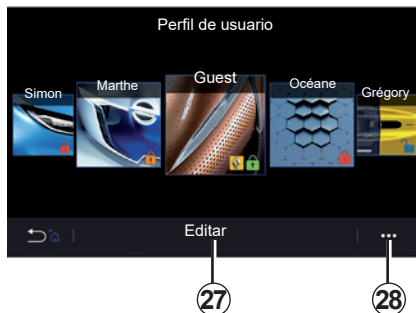 Perfil de usuario
Simon
Marthe
Guest
Océane
Grégory
Editar
27
28